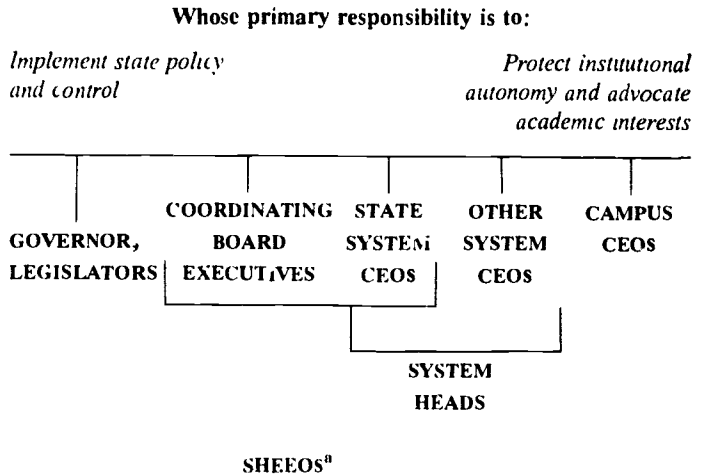 Whose primary responsibility is to:
Implement state policy
and control
Protect institutional
autonomy and advocate
academic interests
GOVERNOR,
LEGISLATORS
COORDINATING
BOARD
EXECUTIVES
STATE
SYSTEM
CEOS
OTHER
SYSTEM
CEOS
CAMPUS
CEOS
SYSTEM
HEADS
SHEEOSᵃ